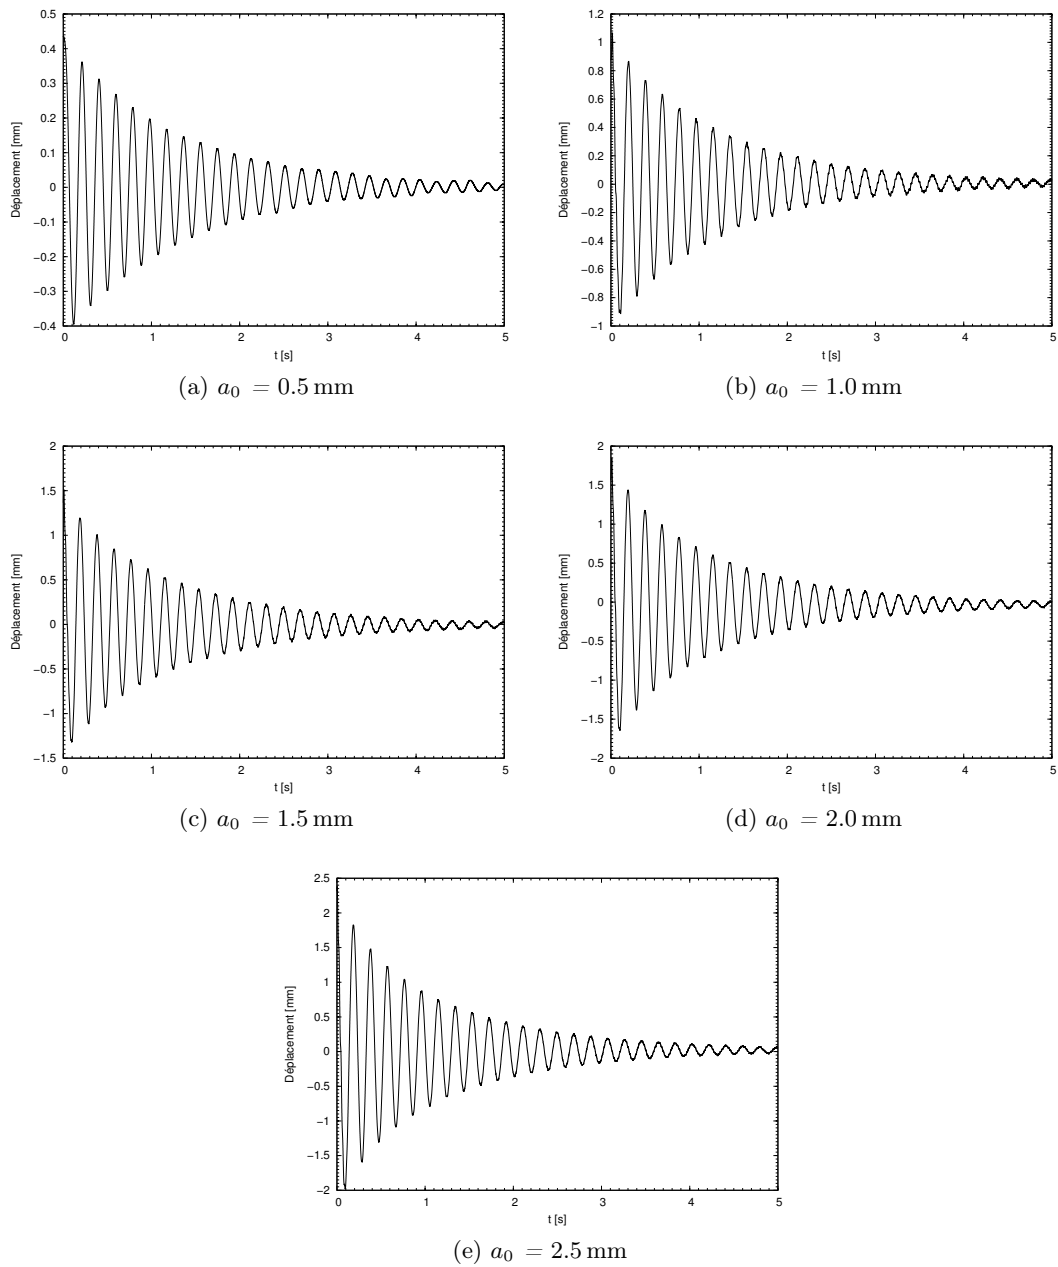 0.5
0.4
0.3
0.2
0.1
0
−0.1
−0.2
−0.3
−0.4
Déplacement [mm]
0 1 2 3 4 5
t [s]
(a) a₀ = 0.5 mm
1.2
1
0.8
0.6
0.4
0.2
0
−0.2
−0.4
−0.6
−0.8
−1
Déplacement [mm]
0 1 2 3 4 5
t [s]
(b) a₀ = 1.0 mm
2
1.5
1
0.5
0
−0.5
−1
−1.5
Déplacement [mm]
0 1 2 3 4 5
t [s]
(c) a₀ = 1.5 mm
2
1.5
1
0.5
0
−0.5
−1
−1.5
−2
Déplacement [mm]
0 1 2 3 4 5
t [s]
(d) a₀ = 2.0 mm
2.5
2
1.5
1
0.5
0
−0.5
−1
−1.5
−2
Déplacement [mm]
0 1 2 3 4 5
t [s]
(e) a₀ = 2.5 mm